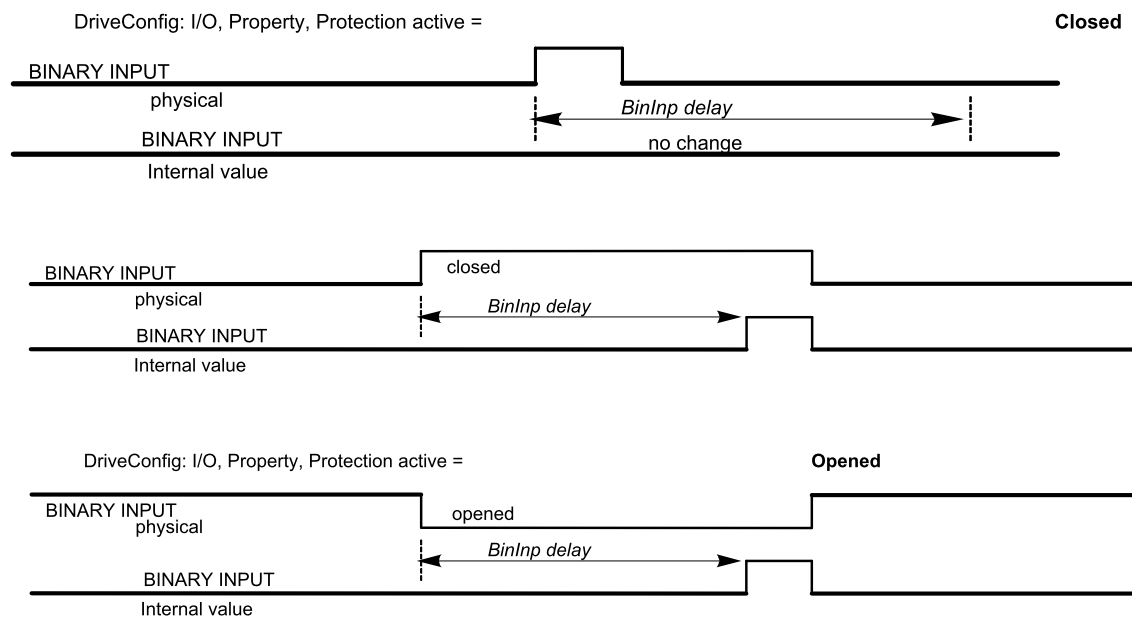 DriveConfig: I/O, Property, Protection active = Closed
BINARY INPUT
physical
BinInp delay
BINARY INPUT
no change
Internal value
BINARY INPUT
closed
physical
BinInp delay
BINARY INPUT
Internal value
DriveConfig: I/O, Property, Protection active = Opened
BINARY INPUT
opened
physical
BinInp delay
BINARY INPUT
Internal value